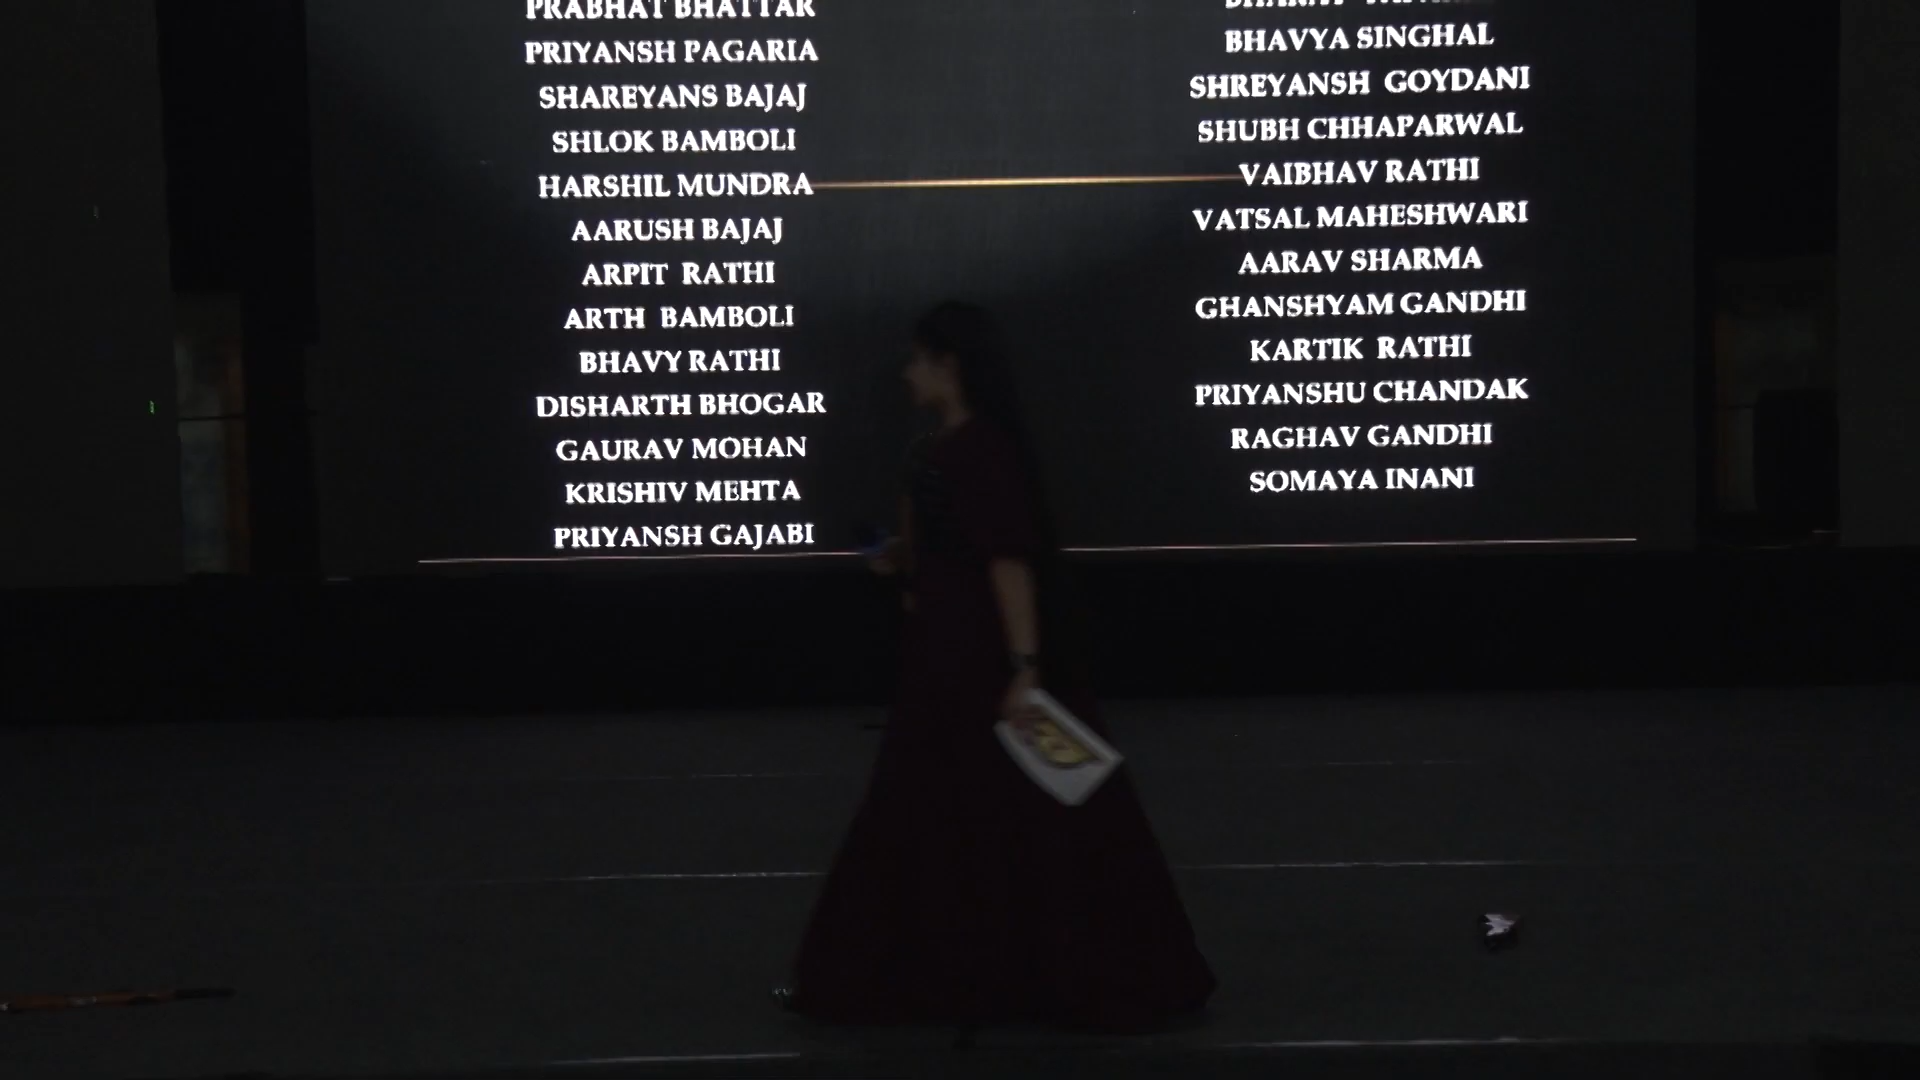 PRABHAT BHATTAR
PRIYANSH PAGARIA
SHAREYANS BAJAJ
SHLOK BAMBOLI
HARSHIL MUNDRA
AARUSH BAJAJ
ARPIT RATHI
ARTH BAMBOLI
BHAVY RATHI
DISHARTH BHOGAR
GAURAV MOHAN
KRISHIV MEHTA
PRIYANSH GAJABI
BHAVYA SINGHAL
SHREYANSH GOYDANI
SHUBH CHHAPARWAL
VAIBHAV RATHI
VATSAL MAHESHWARI
AARAV SHARMA
GHANSHYAM GANDHI
KARTIK RATHI
PRIYANSHU CHANDAK
RAGHAV GANDHI
SOMAYA INANI